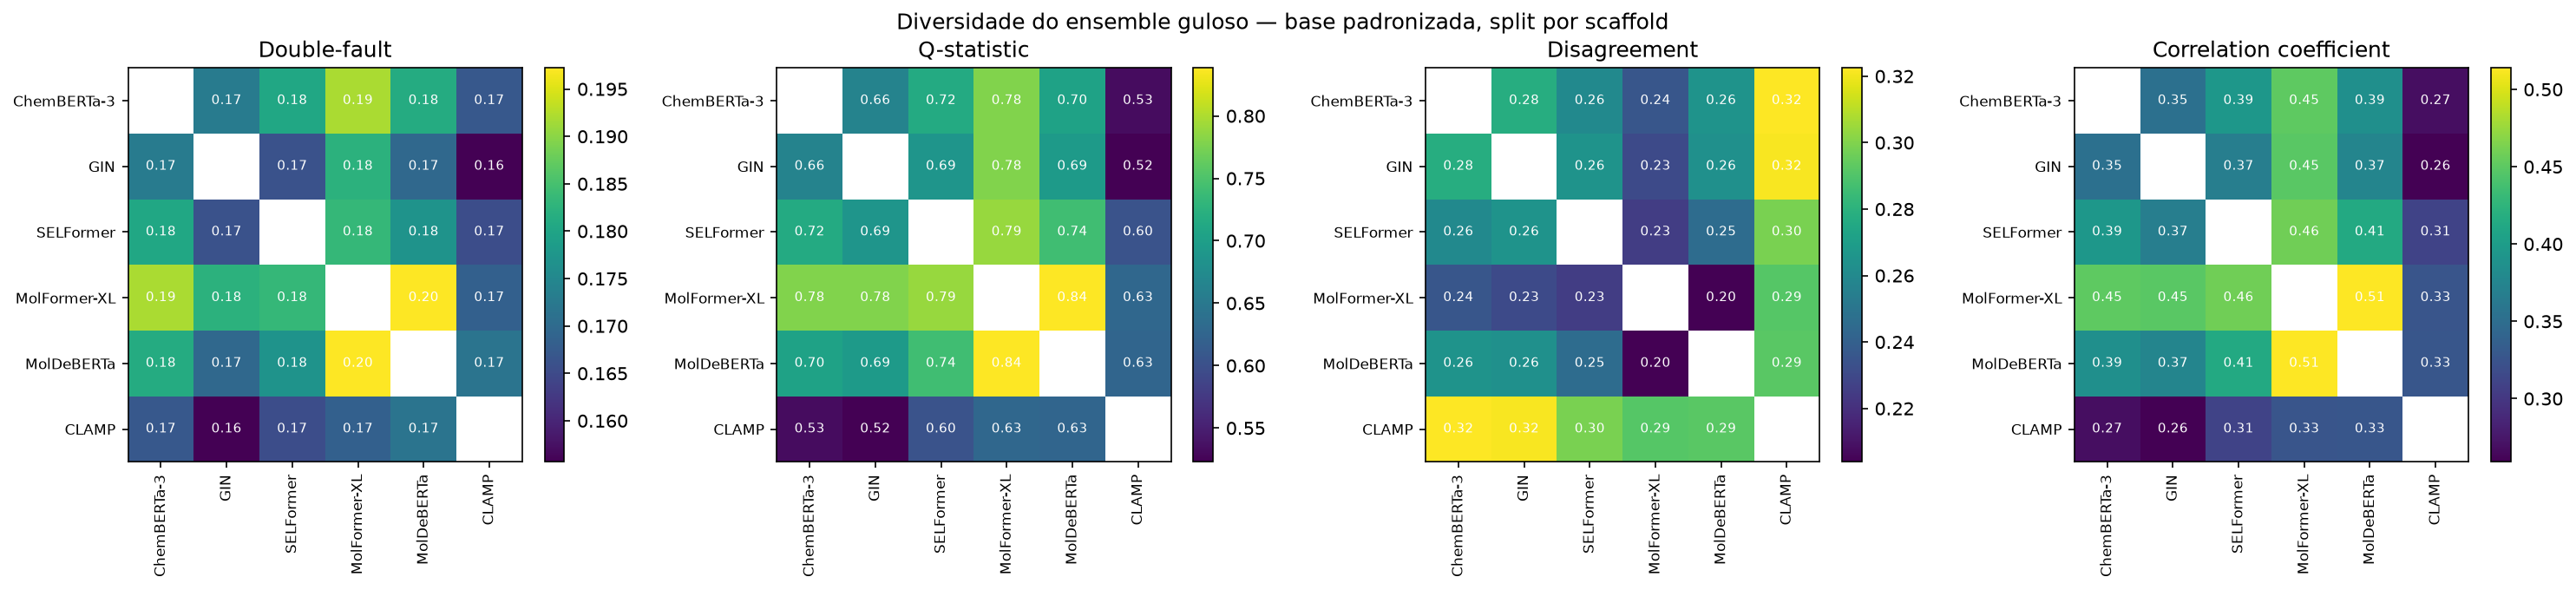 Diversidade do ensemble guloso — base padronizada, split por scaffold
Double-fault
ChemBERTa-3 0.17 0.18 0.19 0.18 0.17
GIN 0.17 0.17 0.18 0.17 0.16
SELFormer 0.18 0.17 0.18 0.18 0.17
MolFormer-XL 0.19 0.18 0.18 0.20 0.17
MolDeBERTa 0.18 0.17 0.18 0.20 0.17
CLAMP 0.17 0.16 0.17 0.17 0.17
ChemBERTa-3 GIN SELFormer MolFormer-XL MolDeBERTa CLAMP
0.195
0.190
0.185
0.180
0.175
0.170
0.165
0.160
Q-statistic
ChemBERTa-3 0.66 0.72 0.78 0.70 0.53
GIN 0.66 0.69 0.78 0.69 0.52
SELFormer 0.72 0.69 0.79 0.74 0.60
MolFormer-XL 0.78 0.78 0.79 0.84 0.63
MolDeBERTa 0.70 0.69 0.74 0.84 0.63
CLAMP 0.53 0.52 0.60 0.63 0.63
ChemBERTa-3 GIN SELFormer MolFormer-XL MolDeBERTa CLAMP
0.80
0.75
0.70
0.65
0.60
0.55
Disagreement
ChemBERTa-3 0.28 0.26 0.24 0.26 0.32
GIN 0.28 0.26 0.23 0.26 0.32
SELFormer 0.26 0.26 0.23 0.25 0.30
MolFormer-XL 0.24 0.23 0.23 0.20 0.29
MolDeBERTa 0.26 0.26 0.25 0.20 0.29
CLAMP 0.32 0.32 0.30 0.29 0.29
ChemBERTa-3 GIN SELFormer MolFormer-XL MolDeBERTa CLAMP
0.32
0.30
0.28
0.26
0.24
0.22
Correlation coefficient
ChemBERTa-3 0.35 0.39 0.45 0.39 0.27
GIN 0.35 0.37 0.45 0.37 0.26
SELFormer 0.39 0.37 0.46 0.41 0.31
MolFormer-XL 0.45 0.45 0.46 0.51 0.33
MolDeBERTa 0.39 0.37 0.41 0.51 0.33
CLAMP 0.27 0.26 0.31 0.33 0.33
ChemBERTa-3 GIN SELFormer MolFormer-XL MolDeBERTa CLAMP
0.50
0.45
0.40
0.35
0.30